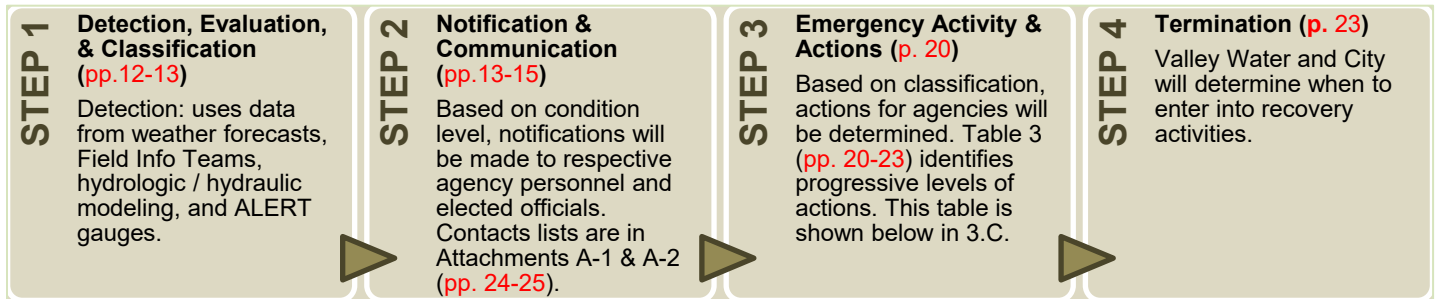 STEP 1
Detection, Evaluation,
& Classification
(pp.12-13)
Detection: uses data
from weather forecasts,
Field Info Teams,
hydrologic / hydraulic
modeling, and ALERT
gauges.
STEP 2
Notification &
Communication
(pp.13-15)
Based on condition
level, notifications will
be made to respective
agency personnel and
elected officials.
Contacts lists are in
Attachments A-1 & A-2
(pp. 24-25).
STEP 3
Emergency Activity &
Actions (p. 20)
Based on classification,
actions for agencies will
be determined. Table 3
(pp. 20-23) identifies
progressive levels of
actions. This table is
shown below in 3.C.
STEP 4
Termination (p. 23)
Valley Water and City
will determine when to
enter into recovery
activities.